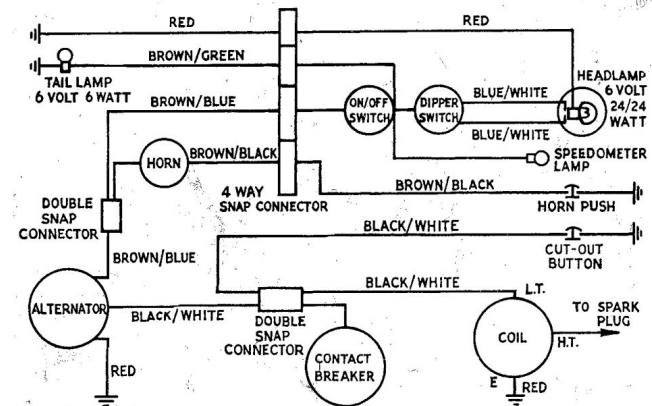 RED
RED
BROWN/GREEN
TAIL LAMP
6 VOLT 6 WATT
BROWN/BLUE
ON/OFF
SWITCH
DIPPER
SWITCH
BLUE/WHITE
BLUE/WHITE
HEADLAMP
6 VOLT
24/24
WATT
3
HORN
BROWN/BLACK
4 WAY
SNAP CONNECTOR
SPEEDOMETER
LAMP
BROWN/BLACK
HORN PUSH
DOUBLE
SNAP
CONNECTOR
BLACK/WHITE
CUT-OUT
BUTTON
BROWN/BLUE
ALTERNATOR
BLACK/WHITE
DOUBLE
SNAP
CONNECTOR
BLACK/WHITE
L.T.
CONTACT
BREAKER
COIL
TO SPARK
PLUG
H.T.
E
RED
RED